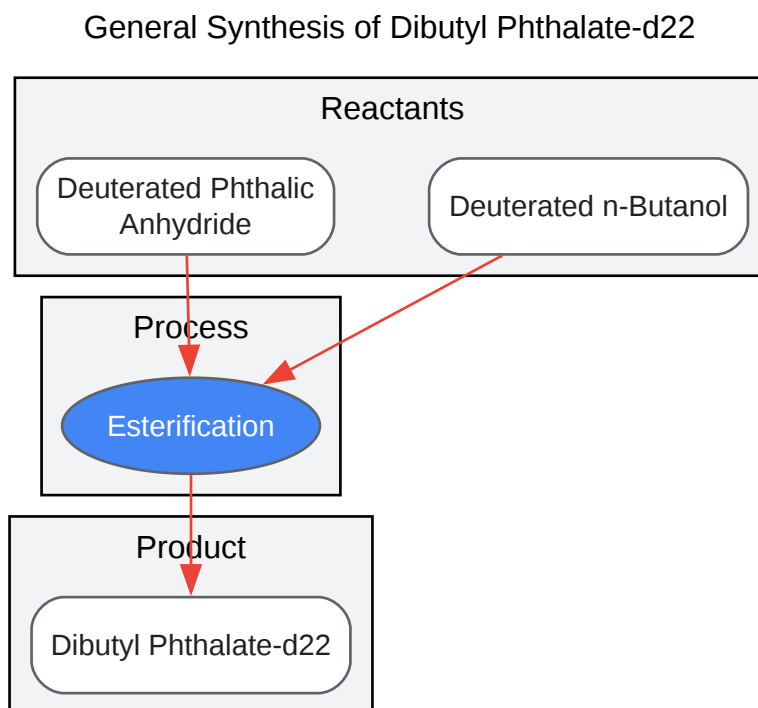 General Synthesis of Dibutyl Phthalate-d22
Reactants
Deuterated Phthalic
Anhydride
Deuterated n-Butanol
Process
Esterification
Product
Dibutyl Phthalate-d22